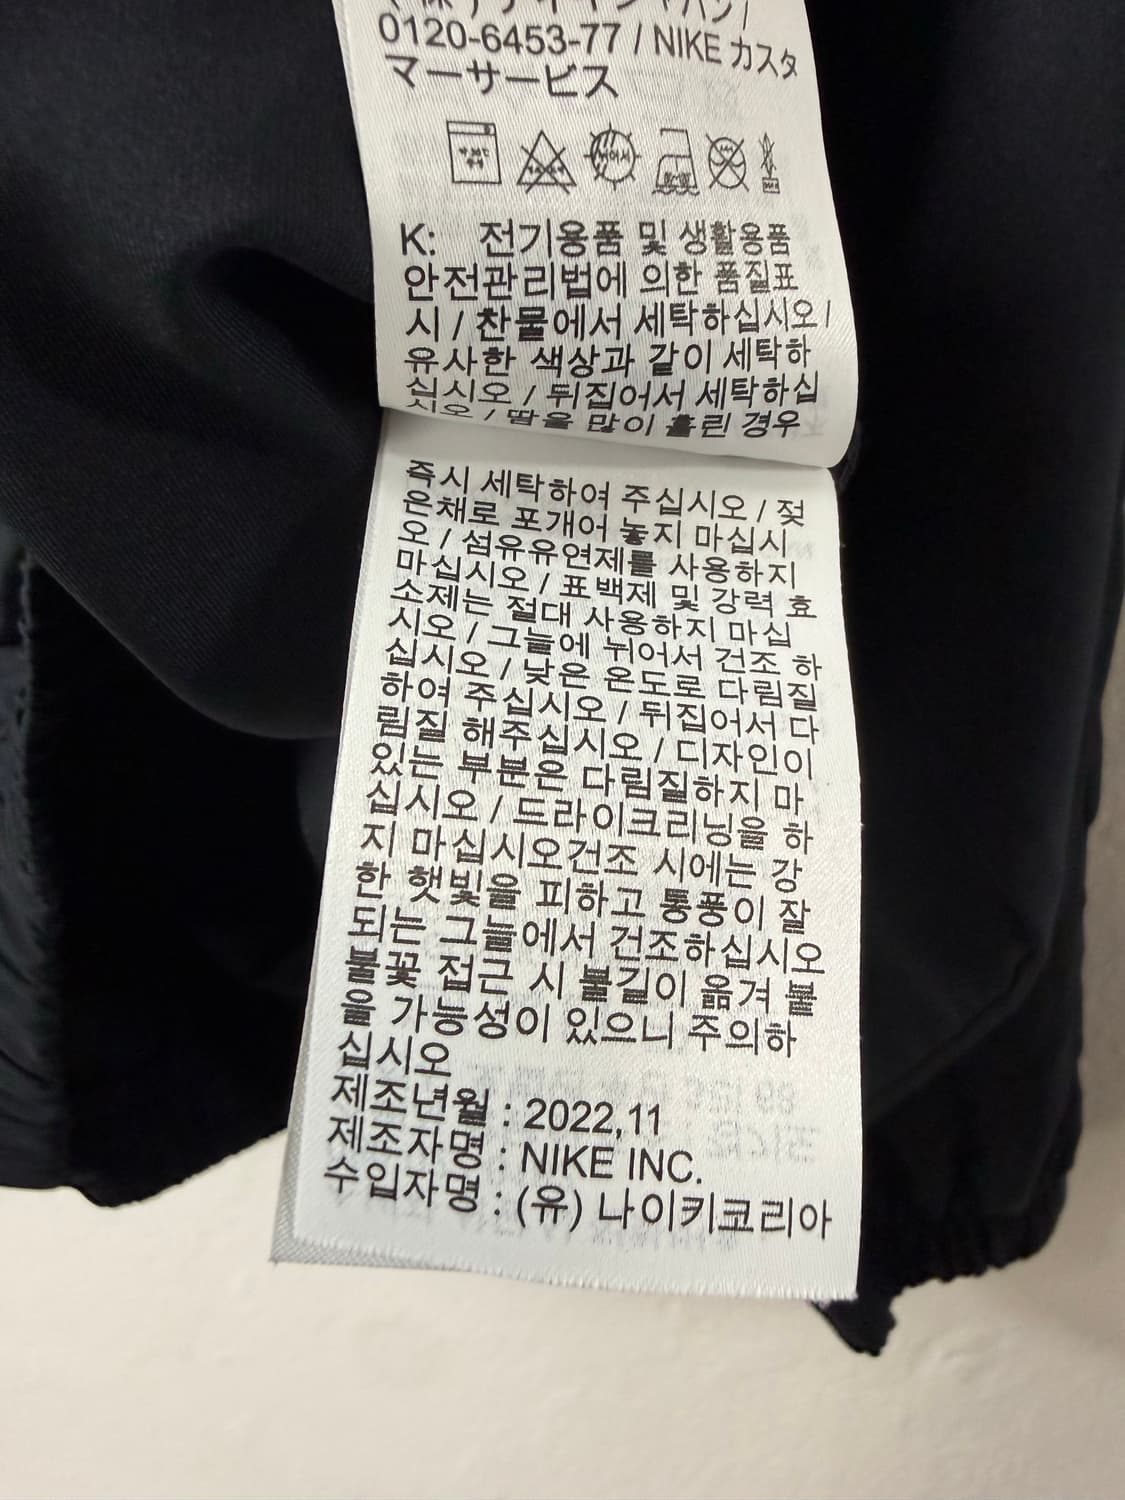 0120-6453-77 / NIKE カスタ
マーサービス
K: 전기용품 및 생활용품
안전관리법에 의한 품질표
시 / 찬물에서 세탁하십시오 /
유사한 색상과 같이 세탁하
십시오 / 뒤집어서 세탁하십
시오 / 땀을 많이 흘린 경우
즉시 세탁하여 주십시오 / 젖
은채로 포개어 놓지 마십시
오 / 섬유유연제를 사용하지
마십시오 / 표백제 및 강력 효
소제는 절대 사용하지 마십
시오 / 그늘에 뉘어서 건조 하
십시오 / 낮은 온도로 다림질
하여 주십시오 / 뒤집어서 다
림질 해주십시오 / 디자인이
있는 부분은 다림질하지 마
십시오 / 드라이크리닝을 하
지 마십시오건조 시에는 강
한 햇빛을 피하고 통풍이 잘
되는 그늘에서 건조하십시오
불꽃 접근 시 불길이 옮겨 붙
을 가능성이 있으니 주의하
십시오
제조년월 : 2022,11
제조자명 : NIKE INC.
수입자명 : (유) 나이키코리아